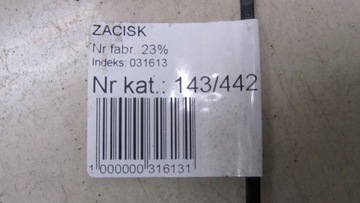 ZACISK
Nr fabr. 23%
Indeks: 031613
Nr kat.: 143/442
1 000000 316131